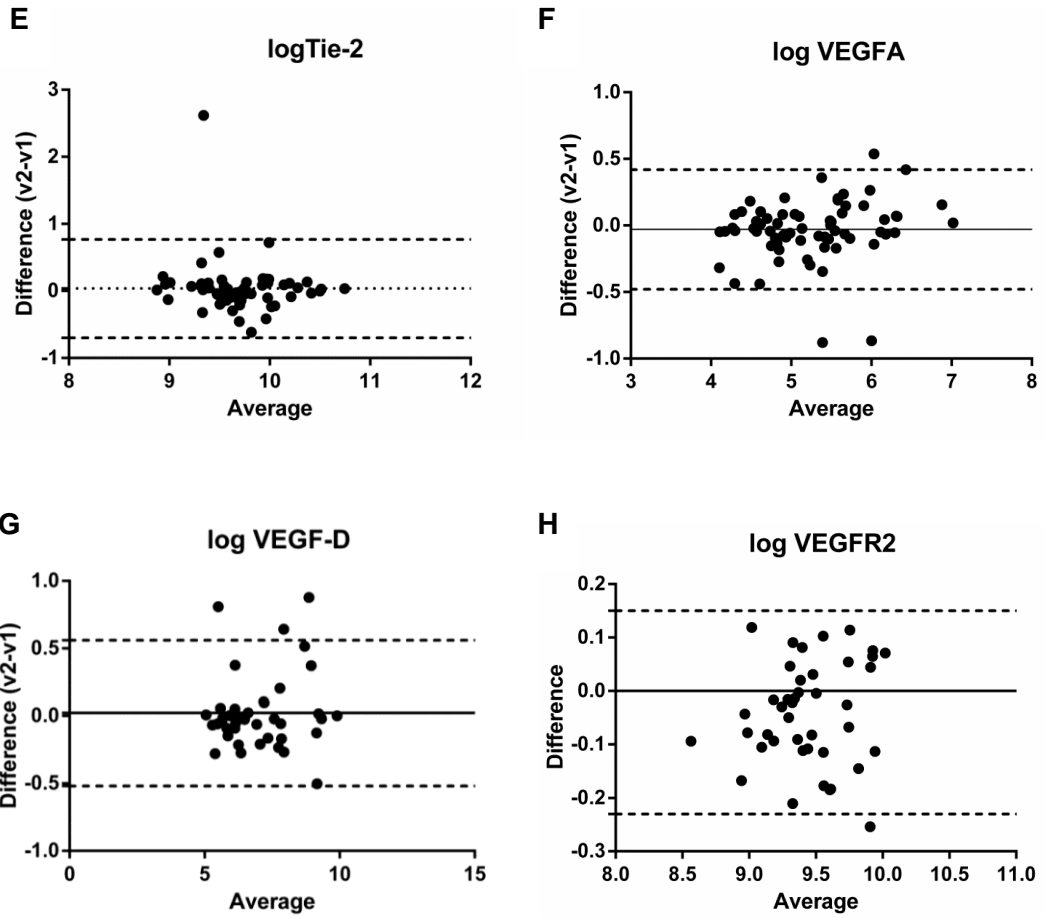 E
logTie-2
3
2
1
0
-1
8 9 10 11 12
Difference (v2-v1)
Average
F
log VEGFA
1.0
0.5
0.0
-0.5
-1.0
3 4 5 6 7 8
Difference (v2-v1)
Average
G
log VEGF-D
1.0
0.5
0.0
-0.5
-1.0
0 5 10 15
Difference (v2-v1)
Average
H
log VEGFR2
0.2
0.1
0.0
-0.1
-0.2
-0.3
8.0 8.5 9.0 9.5 10.0 10.5 11.0
Difference
Average